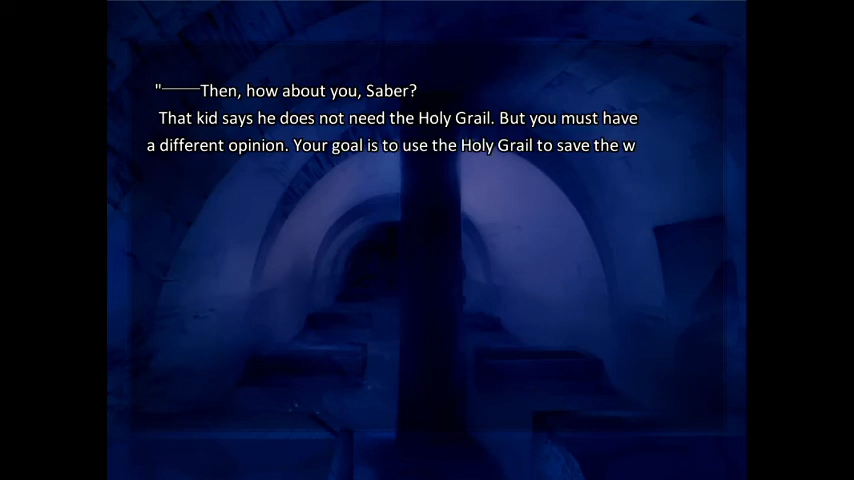 "───Then, how about you, Saber?
That kid says he does not need the Holy Grail. But you must have
a different opinion. Your goal is to use the Holy Grail to save the w